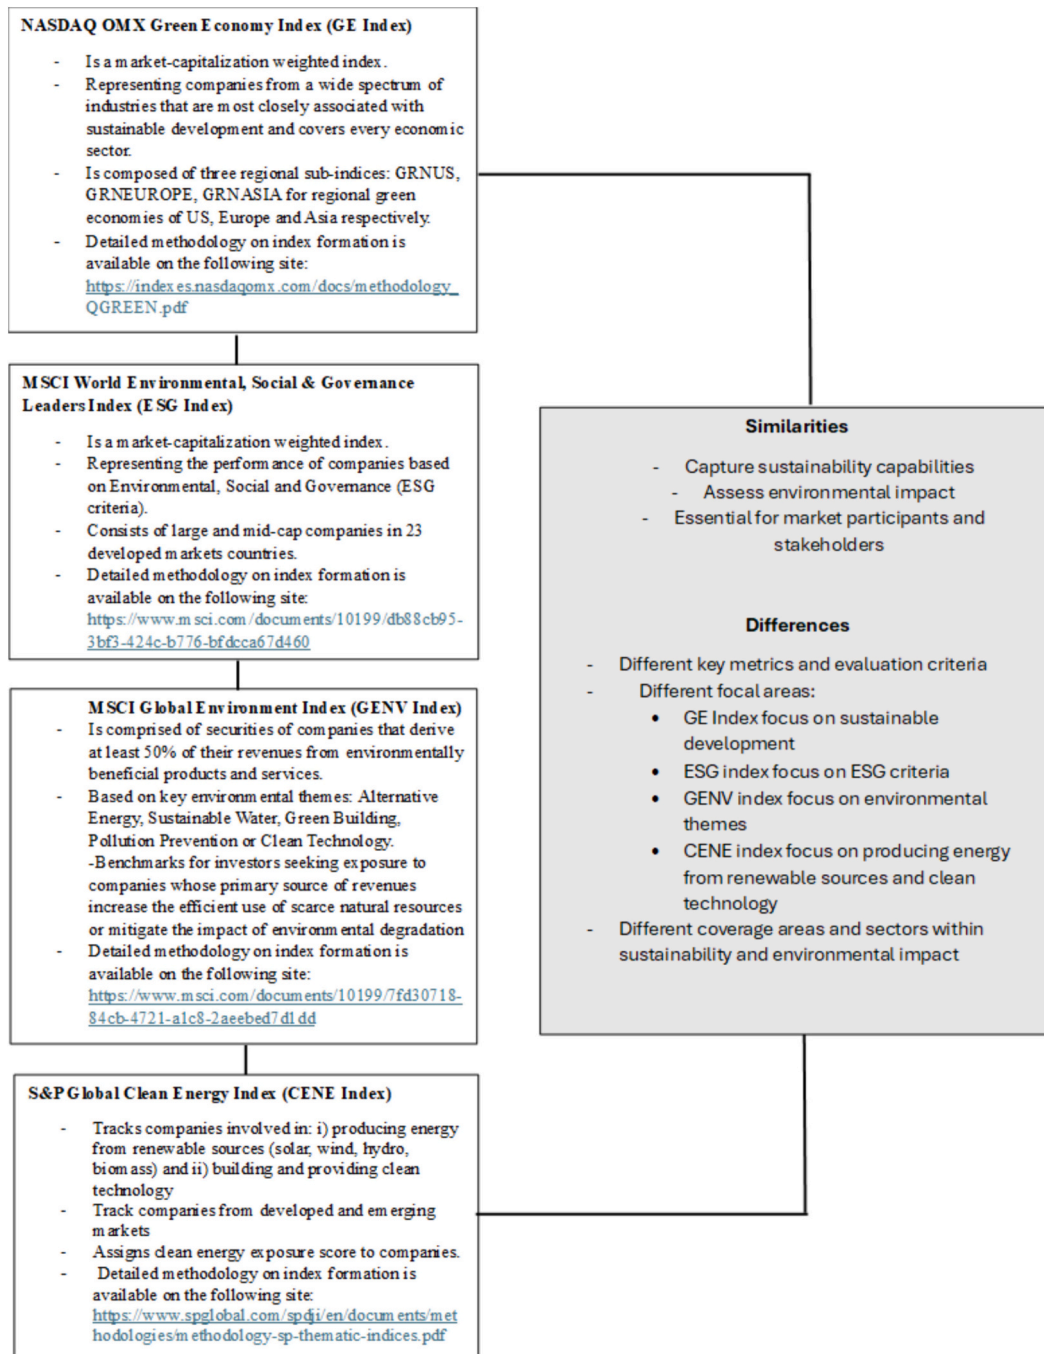 NASDAQ OMX Green Economy Index (GE Index)
- Is a market-capitalization weighted index.
- Representing companies from a wide spectrum of
industries that are most closely associated with
sustainable development and covers every economic
sector.
- Is composed of three regional sub-indices: GRNUS,
GRNEUROPE, GRNASIA for regional green
economies of US, Europe and Asia respectively.
- Detailed methodology on index formation is
available on the following site:
https://indexes.nasdaqomx.com/docs/methodology_
QGREEN.pdf
MSCI World Environmental, Social & Governance
Leaders Index (ESG Index)
- Is a market-capitalization weighted index.
- Representing the performance of companies based
on Environmental, Social and Governance (ESG
criteria).
- Consists of large and mid-cap companies in 23
developed markets countries.
- Detailed methodology on index formation is
available on the following site:
https://www.msci.com/documents/10199/db88cb95-
3bf3-424c-b776-bfdcca67d460
MSCI Global Environment Index (GENV Index)
- Is comprised of securities of companies that derive
at least 50% of their revenues from environmentally
beneficial products and services.
- Based on key environmental themes: Alternative
Energy, Sustainable Water, Green Building,
Pollution Prevention or Clean Technology.
-Benchmarks for investors seeking exposure to
companies whose primary source of revenues
increase the efficient use of scarce natural resources
or mitigate the impact of environmental degradation
- Detailed methodology on index formation is
available on the following site:
https://www.msci.com/documents/10199/7fd30718-
84cb-4721-a1c8-2aeebed7d1dd
S&P Global Clean Energy Index (CENE Index)
- Tracks companies involved in: i) producing energy
from renewable sources (solar, wind, hydro,
biomass) and ii) building and providing clean
technology
- Track companies from developed and emerging
markets
- Assigns clean energy exposure score to companies.
- Detailed methodology on index formation is
available on the following site:
https://www.spglobal.com/spdji/en/documents/met
hodologies/methodology-sp-thematic-indices.pdf
Similarities
- Capture sustainability capabilities
- Assess environmental impact
- Essential for market participants and
stakeholders
Differences
- Different key metrics and evaluation criteria
- Different focal areas:
• GE Index focus on sustainable
development
• ESG index focus on ESG criteria
• GENV index focus on environmental
themes
• CENE index focus on producing energy
from renewable sources and clean
technology
- Different coverage areas and sectors within
sustainability and environmental impact